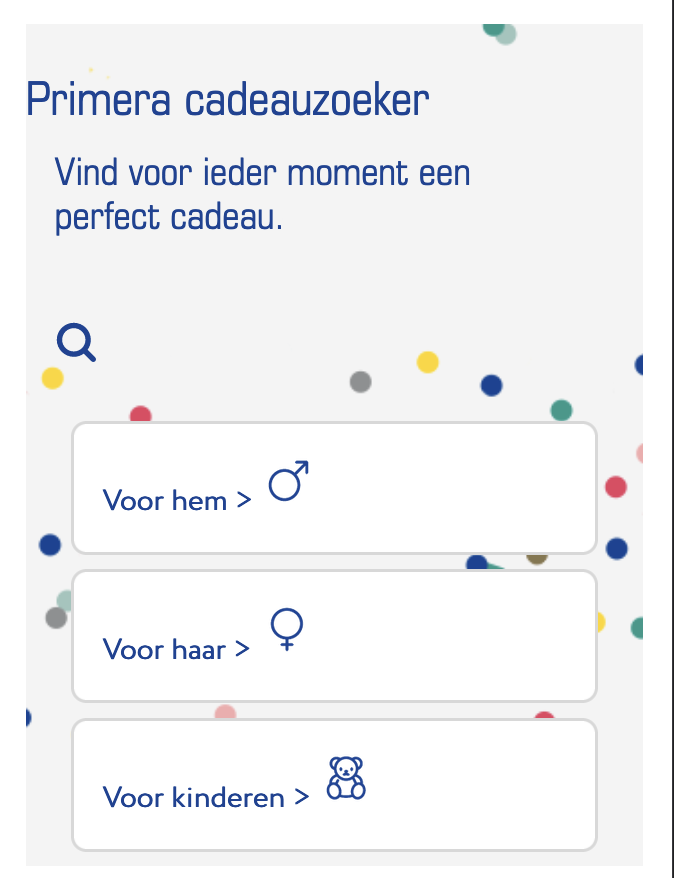 Primera cadeauzoeker
Vind voor ieder moment een
perfect cadeau.
Voor hem >
Voor haar >
Voor kinderen >